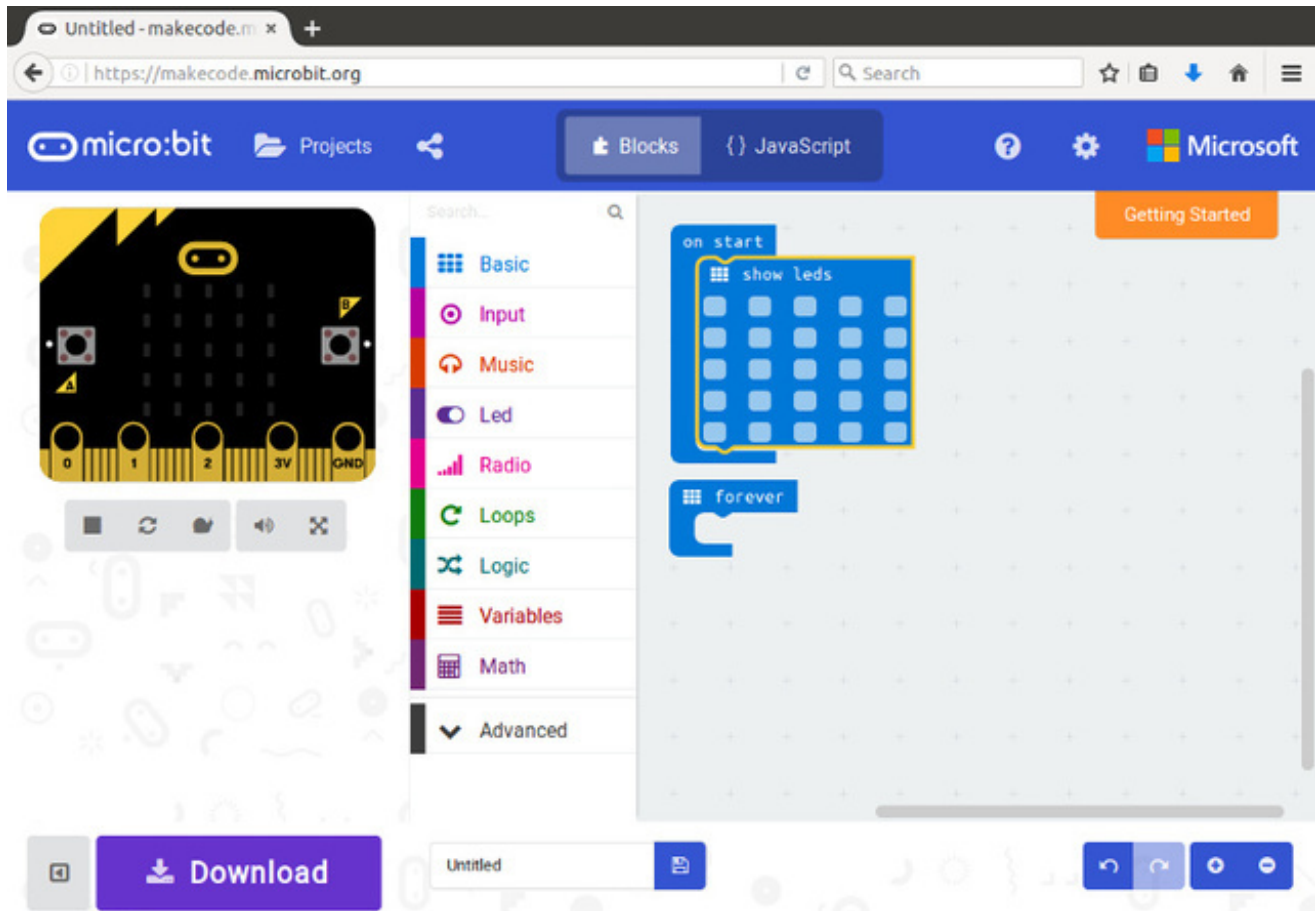 Untitled - makecode.m
https://makecode.microbit.org
Search
micro:bit
Projects
Blocks
{} JavaScript
Microsoft
Search...
Getting Started
Basic
Input
Music
Led
Radio
Loops
Logic
Variables
Math
Advanced
on start
show leds
forever
B
A
0 1 2 3V GND
Download
Untitled